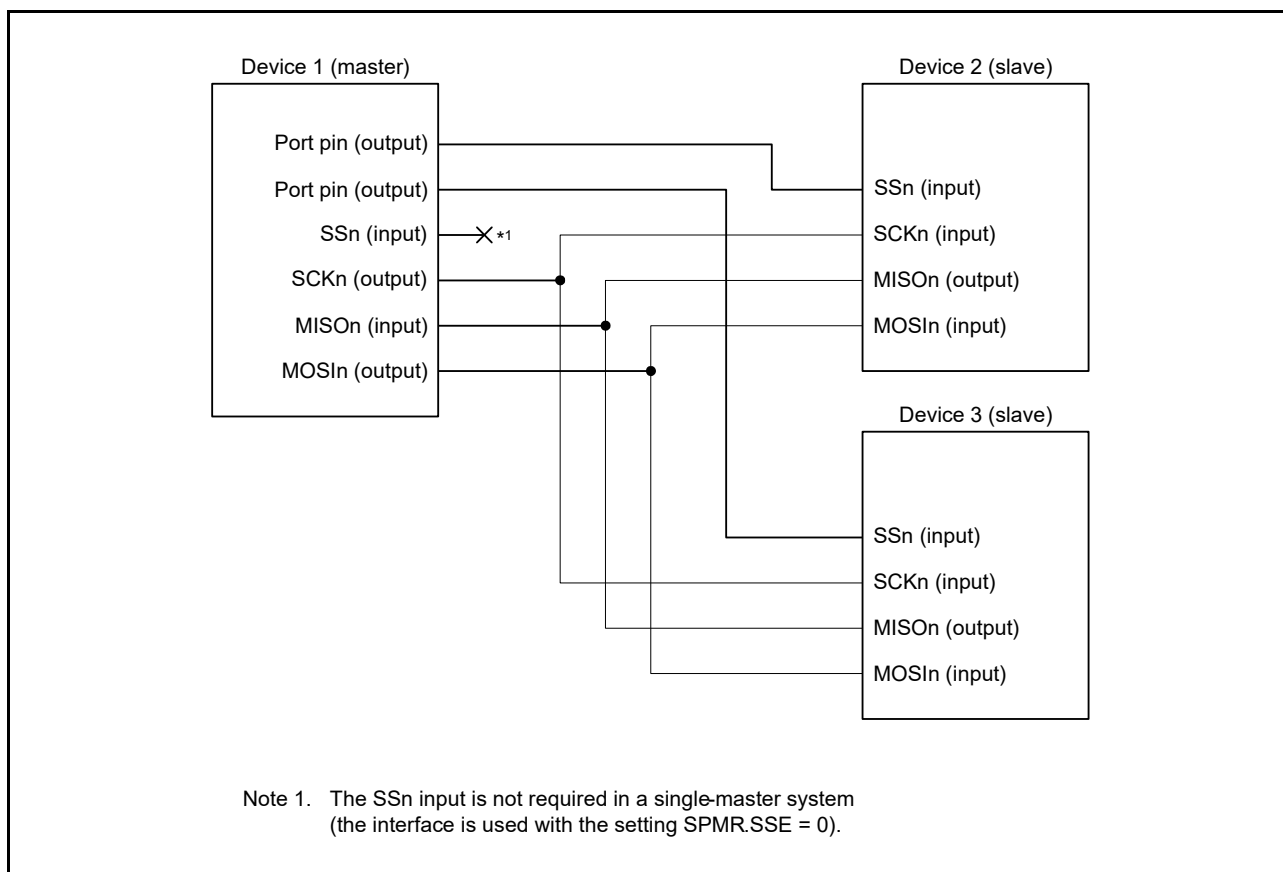 Device 1 (master)
Port pin (output)
Port pin (output)
SSn (input)
*1
SCKn (output)
MISOn (input)
MOSIn (output)
Device 2 (slave)
SSn (input)
SCKn (input)
MISOn (output)
MOSIn (input)
Device 3 (slave)
SSn (input)
SCKn (input)
MISOn (output)
MOSIn (input)
Note 1. The SSn input is not required in a single-master system
(the interface is used with the setting SPMR.SSE = 0).